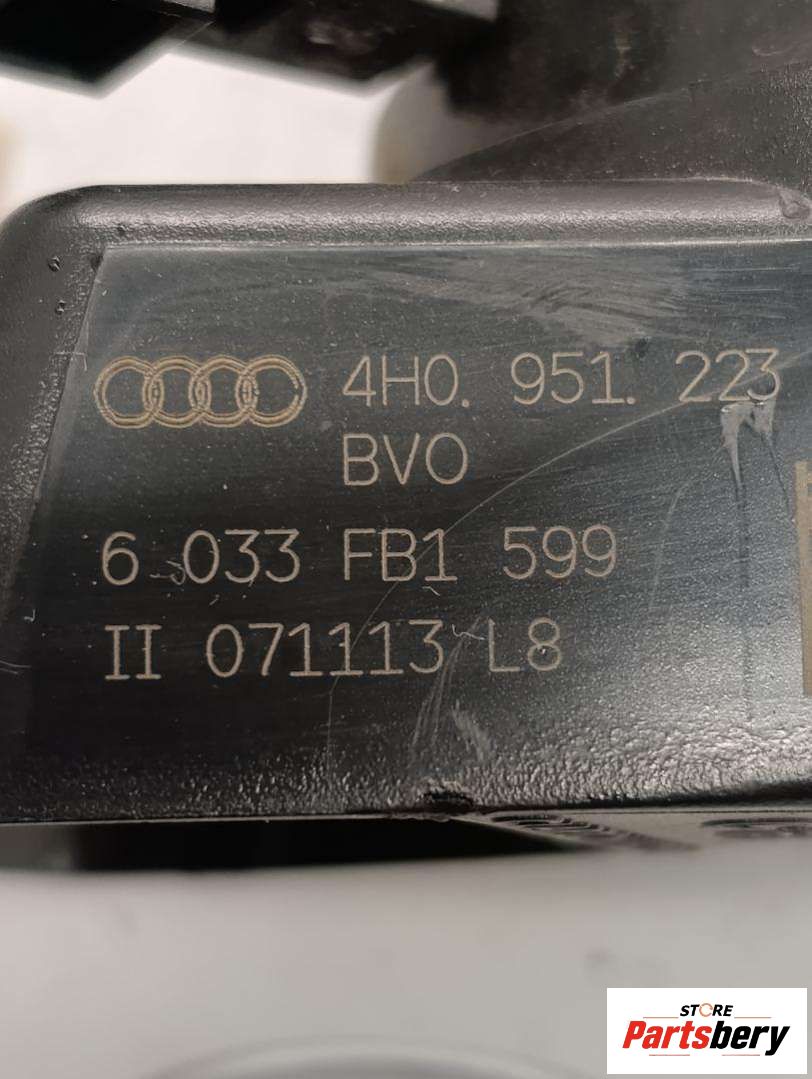 4H0. 951. 223
BVO
6 033 FB1 599
II 071113 L8
STORE
Partsbery